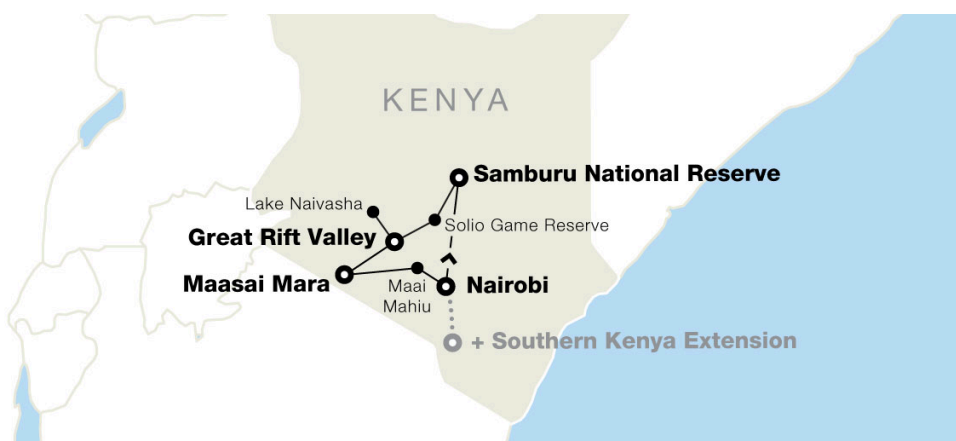 KENYA
Samburu National Reserve
Lake Naivasha
Solio Game Reserve
Great Rift Valley
Maasai Mara
Maai
Mahiu
Nairobi
+ Southern Kenya Extension